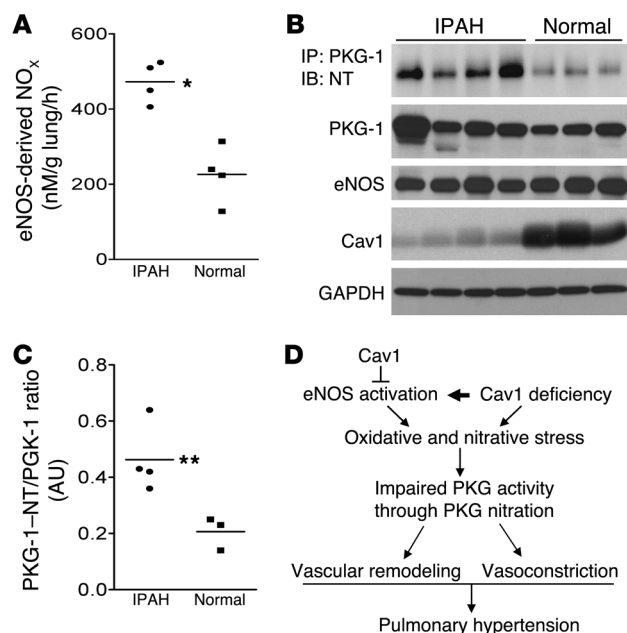 A
eNOS-derived NOx
(nM/g lung/h)
600
400
200
0
*
IPAH
Normal
B
IPAH
Normal
IP: PKG-1
IB: NT
PKG-1
eNOS
Cav1
GAPDH
C
PKG-1–NT/PGK-1 ratio
(AU)
0.8
0.6
0.4
0.2
0.0
**
IPAH
Normal
D
Cav1
eNOS activation
Cav1 deficiency
Oxidative and nitrative stress
Impaired PKG activity
through PKG nitration
Vascular remodeling
Vasoconstriction
Pulmonary hypertension